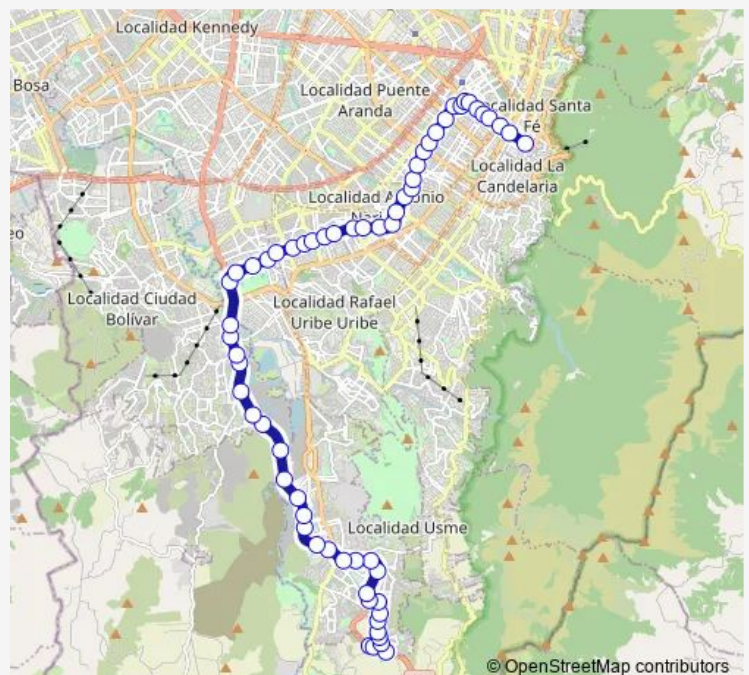 Localidad Kennedy
Bosa
Localidad Puente
Aranda
Localidad Santa
Fé
Localidad La
Candelaria
Localidad Antonio
Nariño
eo
Localidad Ciudad
Bolívar
Localidad Rafael
Uribe Uribe
Localidad Usme
© OpenStreetMap contributors